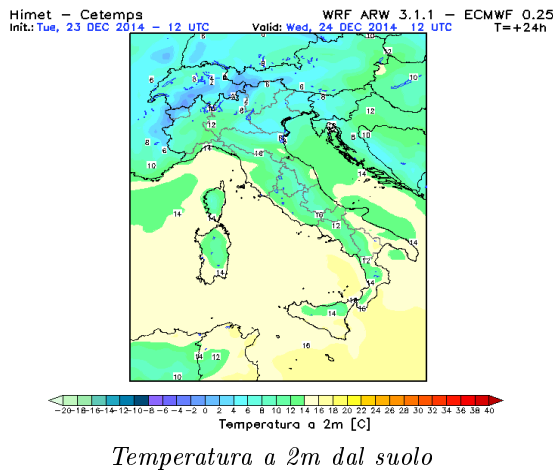 Himet – Cetemps WRF ARW 3.1.1 – ECMWF 0.25
Init.: Tue, 23 DEC 2014 – 12 UTC Valid: Wed, 24 DEC 2014 12 UTC T=+24h
-20-18-16-14-12-10-8 -6 -4 -2 0 2 4 6 8 10 12 14 16 18 20 22 24 26 28 30 32 34 36 38 40
Temperatura a 2m [C]
Temperatura a 2m dal suolo